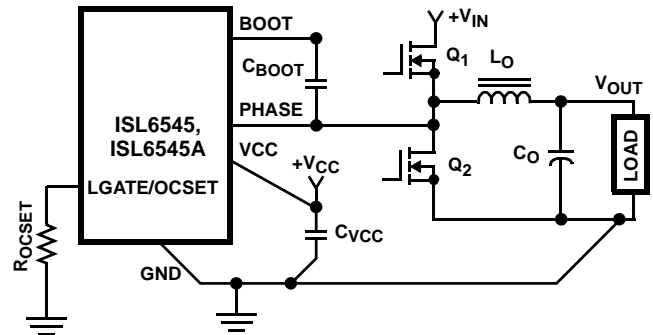 BOOT
+VIN
CBOOT
Q1
LO
VOUT
PHASE
ISL6545,
ISL6545A
VCC
+VCC
Q2
CO
LOAD
LGATE/OCSET
ROCSET
CVCC
GND